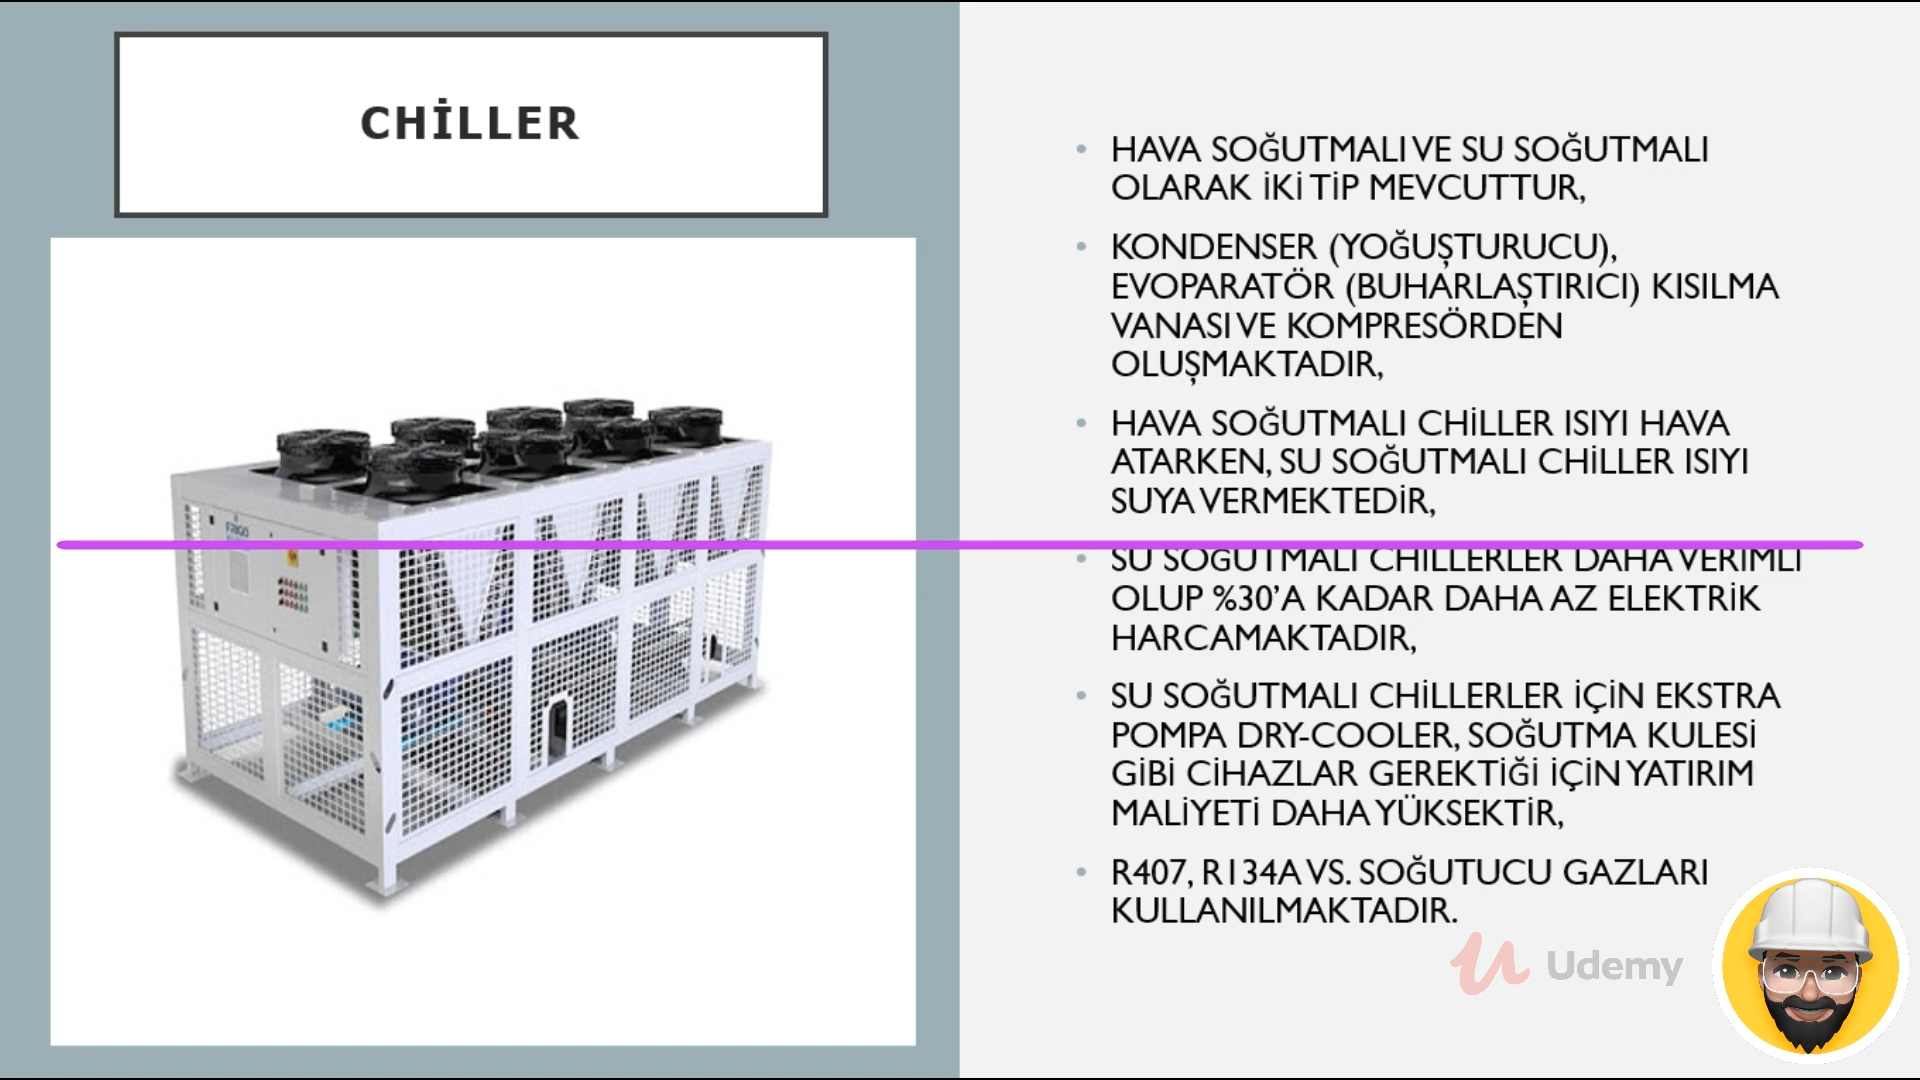 CHİLLER
HAVA SOĞUTMALI VE SU SOĞUTMALI
OLARAK İKİ TİP MEVCUTTUR,
KONDENSER (YOĞUŞTURUCU),
EVOPARATÖR (BUHARLAŞTIRICI) KISILMA
VANASI VE KOMPRESÖRDEN
OLUŞMAKTADIR,
HAVA SOĞUTMALI CHİLLER ISIYI HAVA
ATARKEN, SU SOĞUTMALI CHİLLER ISIYI
SUYA VERMEKTEDİR,
SU SOĞUTMALI CHİLLERLER DAHA VERİMLİ
OLUP %30’A KADAR DAHA AZ ELEKTRİK
HARCAMAKTADIR,
SU SOĞUTMALI CHİLLERLER İÇİN EKSTRA
POMPA DRY-COOLER, SOĞUTMA KULESİ
GİBİ CİHAZLAR GEREKTİĞİ İÇİN YATIRIM
MALİYETİ DAHA YÜKSEKTİR,
R407, R134A VS. SOĞUTUCU GAZLARI
KULLANILMAKTADIR.
Udemy
FRIGO